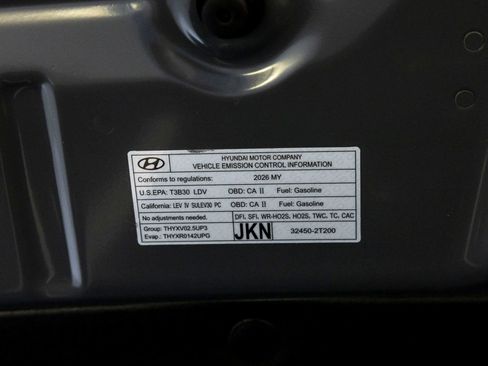 HYUNDAI MOTOR COMPANY
VEHICLE EMISSION CONTROL INFORMATION
Conforms to regulations: 2026 MY
U.S.EPA: T3B30 LDV OBD: CA II Fuel: Gasoline
California: LEV IV SULEV30 PC OBD: CA II Fuel: Gasoline
No adjustments needed. DFI, SFI, WR-HO2S, HO2S, TWC, TC, CAC
Group: THYXV02.5UP3
Evap.: THYXR0142UPG
JKN 32450-2T200